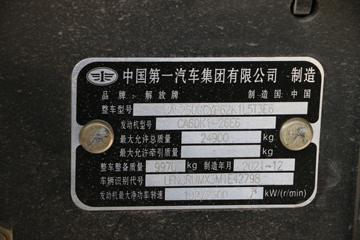 中国第一汽车集团有限公司 制造
品牌 解放牌 制造国 中国
整车型号
发动机型号 CA6DK1-26E6
最大允许总质量 24900 kg
最大允许牵引质量 - kg
整车整备质量 9970 kg 制造年月 2021-12
车辆识别代号
发动机最大净功率/转速 kW/(r/min)